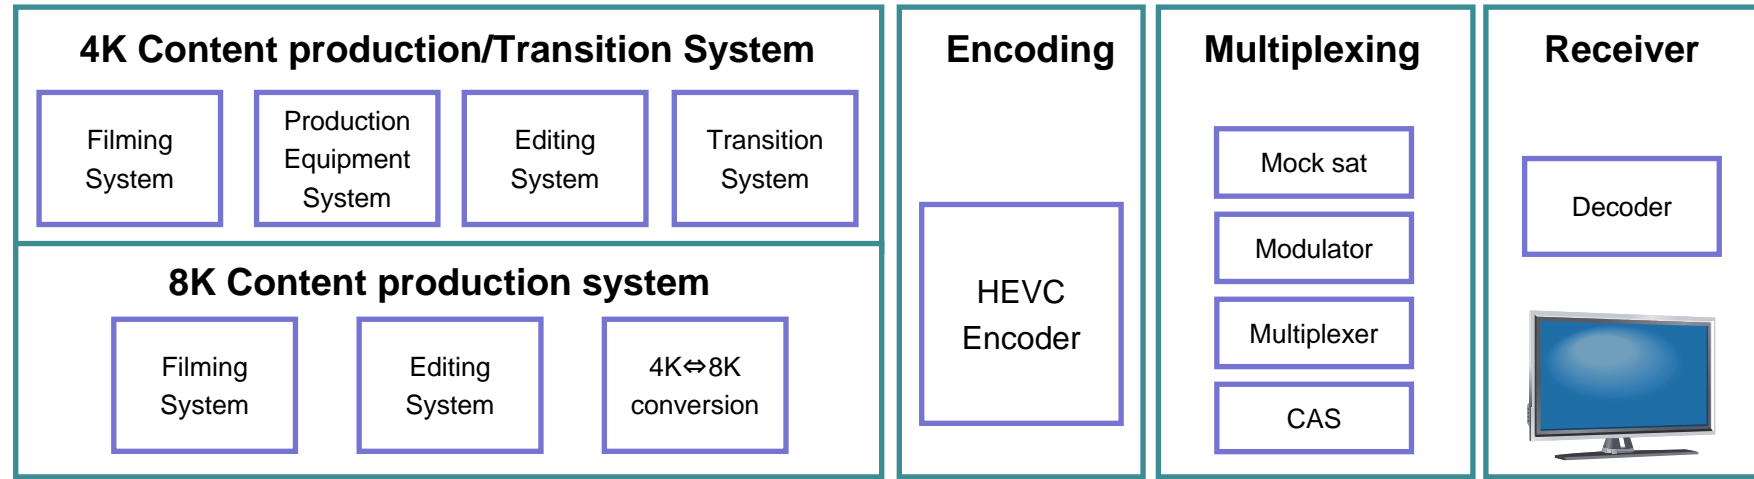 4K Content production/Transition System
Filming
System
Production
Equipment
System
Editing
System
Transition
System
8K Content production system
Filming
System
Editing
System
4K⇔8K
conversion
Encoding
HEVC
Encoder
Multiplexing
Mock sat
Modulator
Multiplexer
CAS
Receiver
Decoder